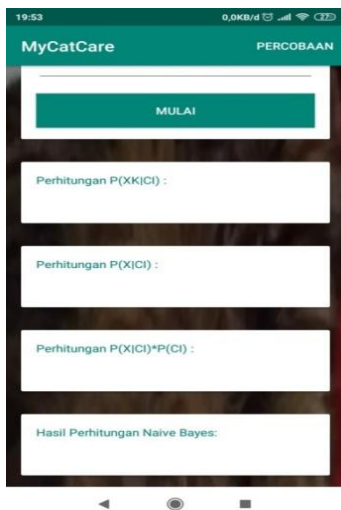 19:53 0,0KB/d 37
MyCatCare PERCOBAAN
MULAI
Perhitungan P(XK|CI) :
Perhitungan P(X|CI) :
Perhitungan P(X|CI)*P(CI) :
Hasil Perhitungan Naive Bayes: